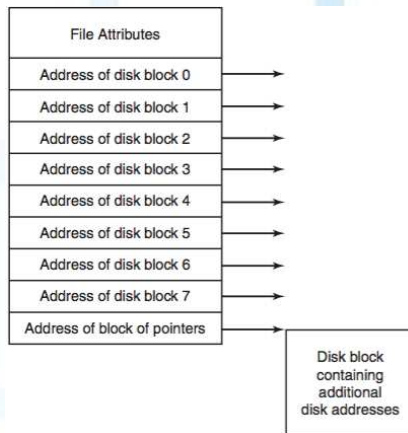 File Attributes
Address of disk block 0
Address of disk block 1
Address of disk block 2
Address of disk block 3
Address of disk block 4
Address of disk block 5
Address of disk block 6
Address of disk block 7
Address of block of pointers
Disk block
containing
additional
disk addresses